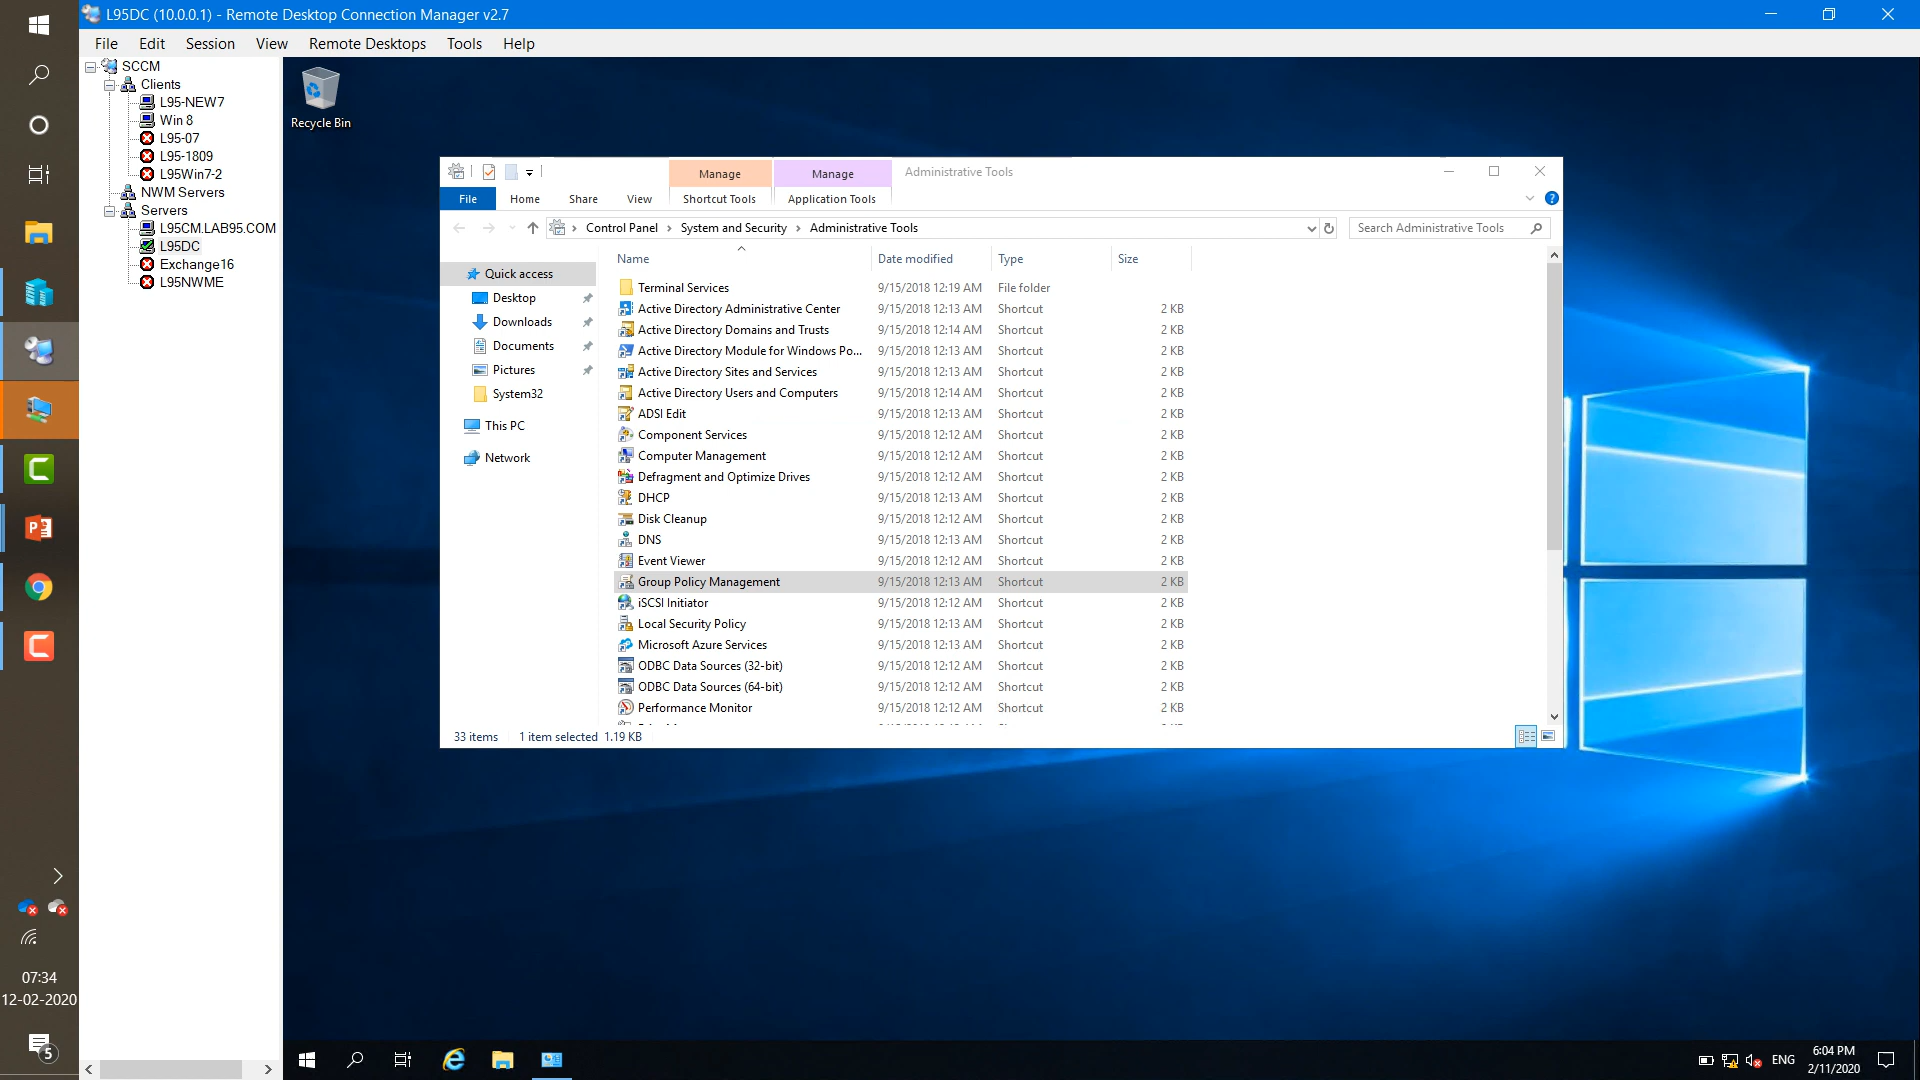 L95DC (10.0.0.1) - Remote Desktop Connection Manager v2.7
File Edit Session View Remote Desktops Tools Help
SCCM
Clients
L95-NEW7
Win 8
L95-07
L95-1809
L95Win7-2
NWM Servers
Servers
L95CM.LAB95.COM
L95DC
Exchange16
L95NWME
07:34
12-02-2020
5
Recycle Bin
Manage Manage Administrative Tools
File Home Share View Shortcut Tools Application Tools
Control Panel System and Security Administrative Tools Search Administrative Tools
Quick access
Desktop
Downloads
Documents
Pictures
System32
This PC
Network
Name Date modified Type Size
Terminal Services 9/15/2018 12:19 AM File folder
Active Directory Administrative Center 9/15/2018 12:13 AM Shortcut 2 KB
Active Directory Domains and Trusts 9/15/2018 12:14 AM Shortcut 2 KB
Active Directory Module for Windows Po... 9/15/2018 12:13 AM Shortcut 2 KB
Active Directory Sites and Services 9/15/2018 12:13 AM Shortcut 2 KB
Active Directory Users and Computers 9/15/2018 12:14 AM Shortcut 2 KB
ADSI Edit 9/15/2018 12:13 AM Shortcut 2 KB
Component Services 9/15/2018 12:12 AM Shortcut 2 KB
Computer Management 9/15/2018 12:12 AM Shortcut 2 KB
Defragment and Optimize Drives 9/15/2018 12:12 AM Shortcut 2 KB
DHCP 9/15/2018 12:13 AM Shortcut 2 KB
Disk Cleanup 9/15/2018 12:12 AM Shortcut 2 KB
DNS 9/15/2018 12:13 AM Shortcut 2 KB
Event Viewer 9/15/2018 12:12 AM Shortcut 2 KB
Group Policy Management 9/15/2018 12:13 AM Shortcut 2 KB
iSCSI Initiator 9/15/2018 12:12 AM Shortcut 2 KB
Local Security Policy 9/15/2018 12:13 AM Shortcut 2 KB
Microsoft Azure Services 9/15/2018 12:13 AM Shortcut 2 KB
ODBC Data Sources (32-bit) 9/15/2018 12:12 AM Shortcut 2 KB
ODBC Data Sources (64-bit) 9/15/2018 12:12 AM Shortcut 2 KB
Performance Monitor 9/15/2018 12:12 AM Shortcut 2 KB
33 items 1 item selected 1.19 KB
ENG
6:04 PM
2/11/2020